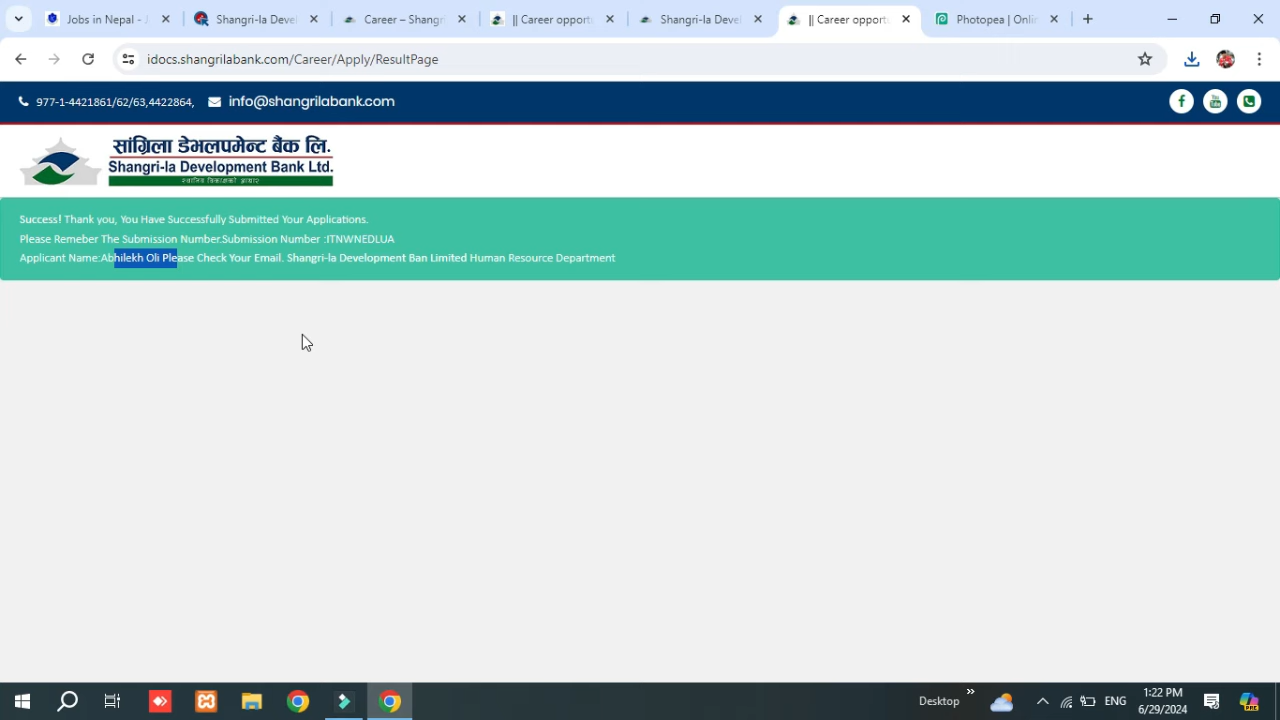 Jobs in Nepal -
Shangri-la Devel
Career – Shangri
|| Career opport
Shangri-la Devel
|| Career opport
Photopea | Onli
idocs.shangrilabank.com/Career/Apply/ResultPage
977-1-4421861/62/63,4422864,
info@shangrilabank.com
सांग्रिला डेभलपमेन्ट बैंक लि.
Shangri-la Development Bank Ltd.
Success! Thank you, You Have Successfully Submitted Your Applications.
Please Remeber The Submission Number.Submission Number :ITNWNEDLUA
Applicant Name:Abhilekh Oli Please Check Your Email. Shangri-la Development Ban Limited Human Resource Department
Desktop
ENG
1:22 PM
6/29/2024